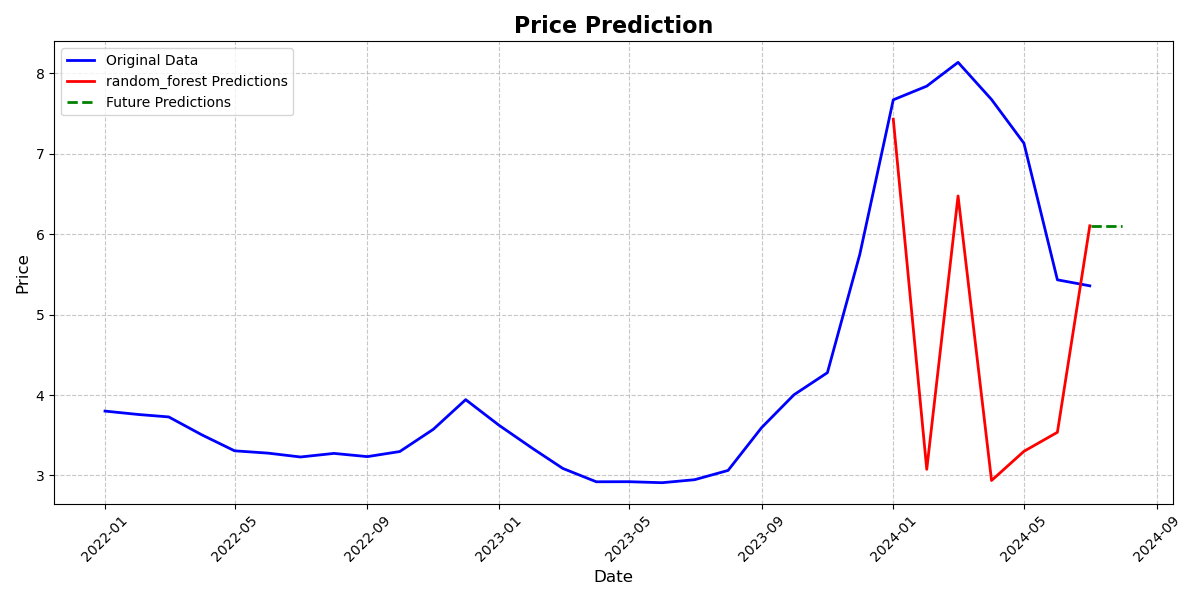 Price Prediction
Original Data
random_forest Predictions
Future Predictions
Price
8
7
6
5
4
3
2022-01
2022-05
2022-09
2023-01
2023-05
2023-09
2024-01
2024-05
2024-09
Date